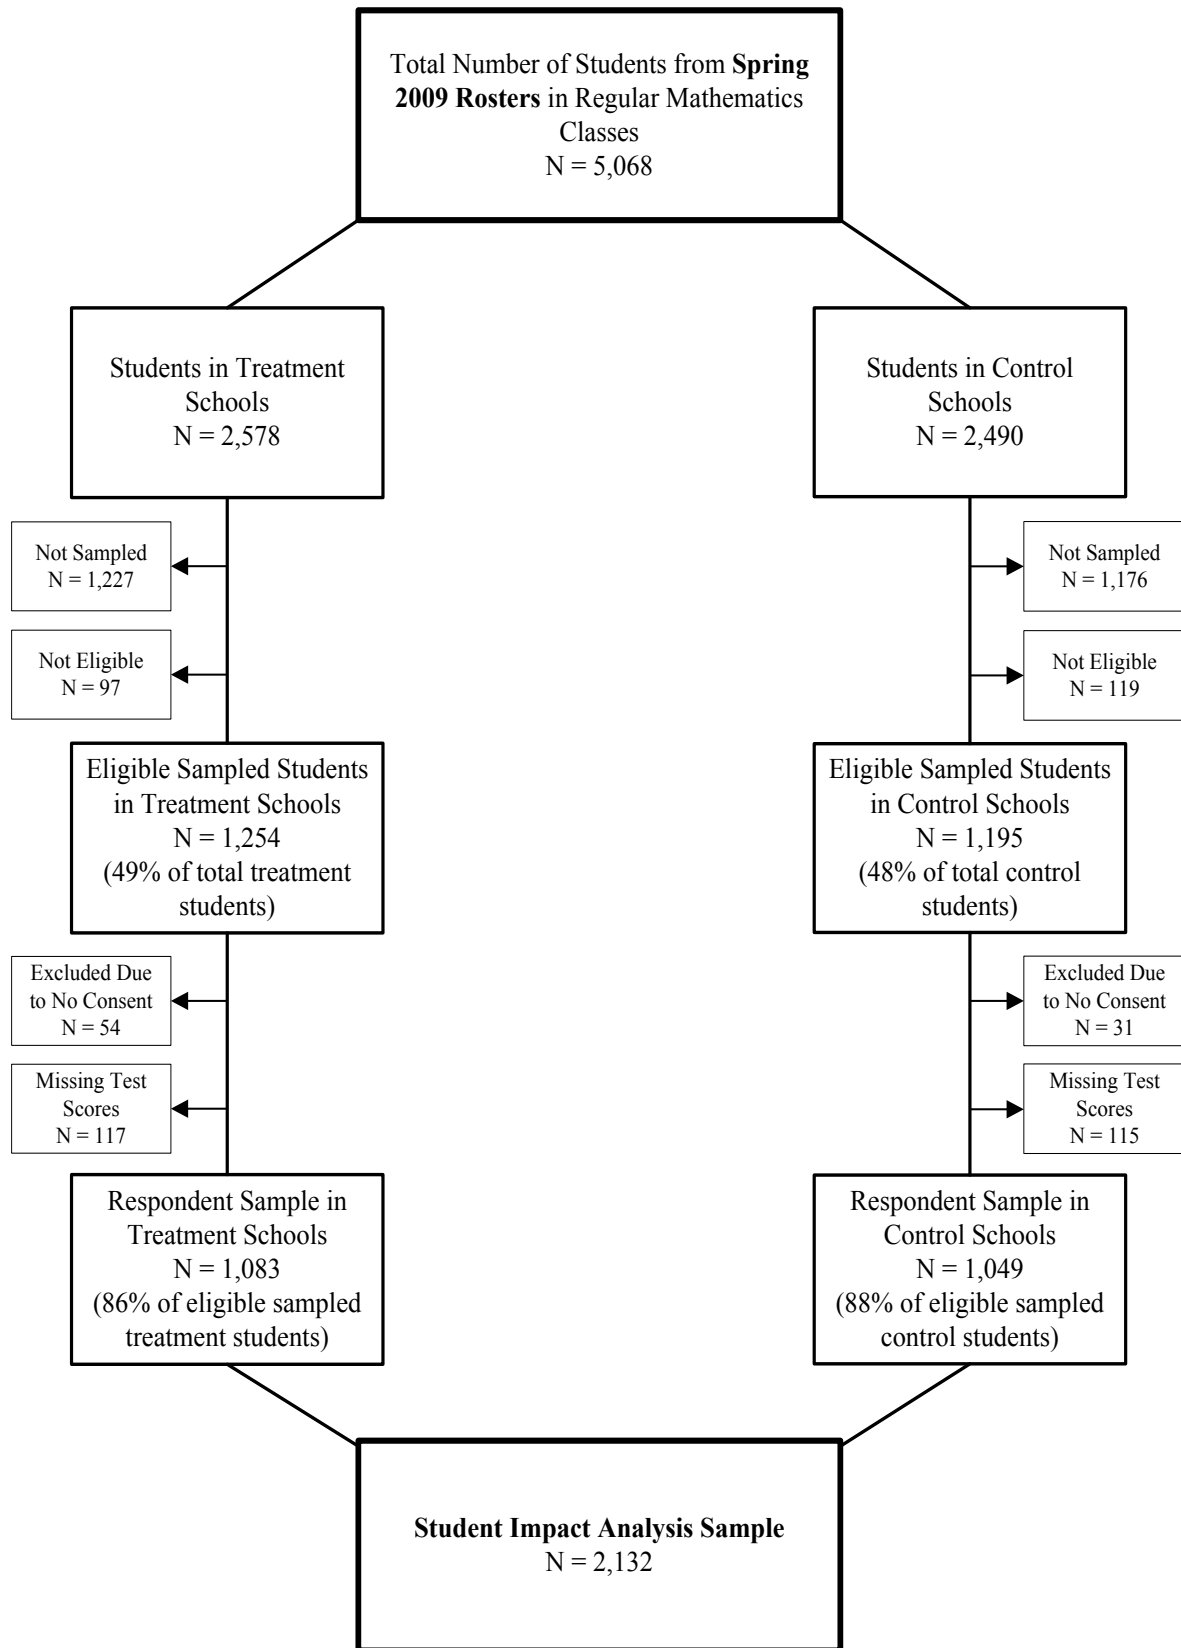 Total Number of Students from Spring
2009 Rosters in Regular Mathematics
Classes
N = 5,068
Students in Treatment
Schools
N = 2,578
Students in Control
Schools
N = 2,490
Not Sampled
N = 1,227
Not Sampled
N = 1,176
Not Eligible
N = 97
Not Eligible
N = 119
Eligible Sampled Students
in Treatment Schools
N = 1,254
(49% of total treatment
students)
Eligible Sampled Students
in Control Schools
N = 1,195
(48% of total control
students)
Excluded Due
to No Consent
N = 54
Excluded Due
to No Consent
N = 31
Missing Test
Scores
N = 117
Missing Test
Scores
N = 115
Respondent Sample in
Treatment Schools
N = 1,083
(86% of eligible sampled
treatment students)
Respondent Sample in
Control Schools
N = 1,049
(88% of eligible sampled
control students)
Student Impact Analysis Sample
N = 2,132